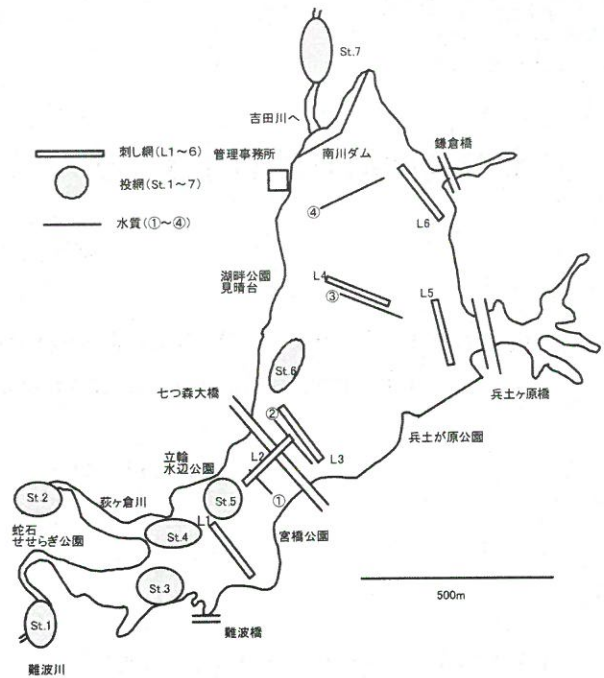 St.7
吉田川へ
刺し網(L1～6)
管理事務所
南川ダム
鎌倉橋
投網(St.1～7)
水質(①～④)
④
L6
湖畔公園
見晴台
L4
③
L5
St.6
七つ森大橋
兵土ヶ原橋
②
兵土が原公園
立輪
水辺公園
L2
L3
St.2
萩ヶ倉川
St.5
①
蛇石
せせらぎ公園
St.4
L1
宮橋公園
St.3
500m
St.1
難波橋
難波川